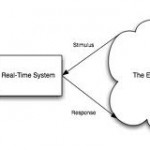 Stimulus
Real-Time System
The E
Response